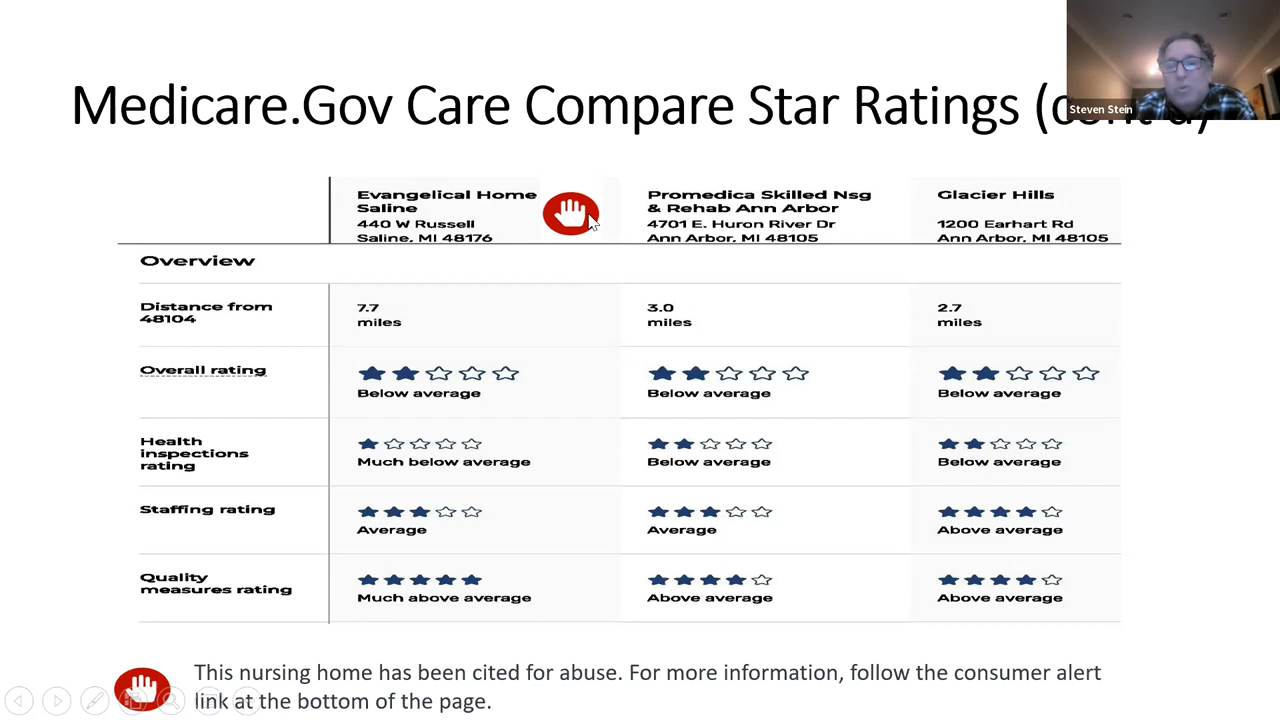 Medicare.Gov Care Compare Star Ratings
Steven Stein
Evangelical Home
Saline
440 W Russell
Saline, MI 48176
Promedica Skilled Nsg
& Rehab Ann Arbor
4701 E. Huron River Dr
Ann Arbor, MI 48105
Glacier Hills
1200 Earhart Rd
Ann Arbor, MI 48105
Overview
Distance from
48104
7.7
miles
3.0
miles
2.7
miles
Overall rating
Below average
Below average
Below average
Health
inspections
rating
Much below average
Below average
Below average
Staffing rating
Average
Average
Above average
Quality
measures rating
Much above average
Above average
Above average
This nursing home has been cited for abuse. For more information, follow the consumer alert
link at the bottom of the page.